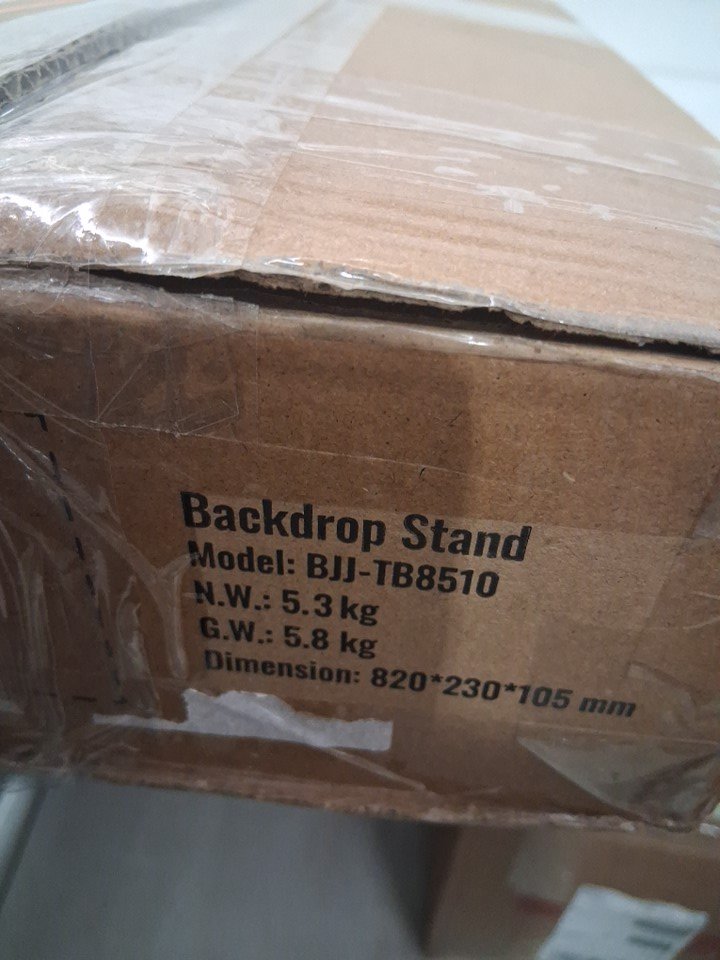 Backdrop Stand
Model: BJJ-TB8510
N.W.: 5.3 kg
G.W.: 5.8 kg
Dimension: 820*230*105 mm